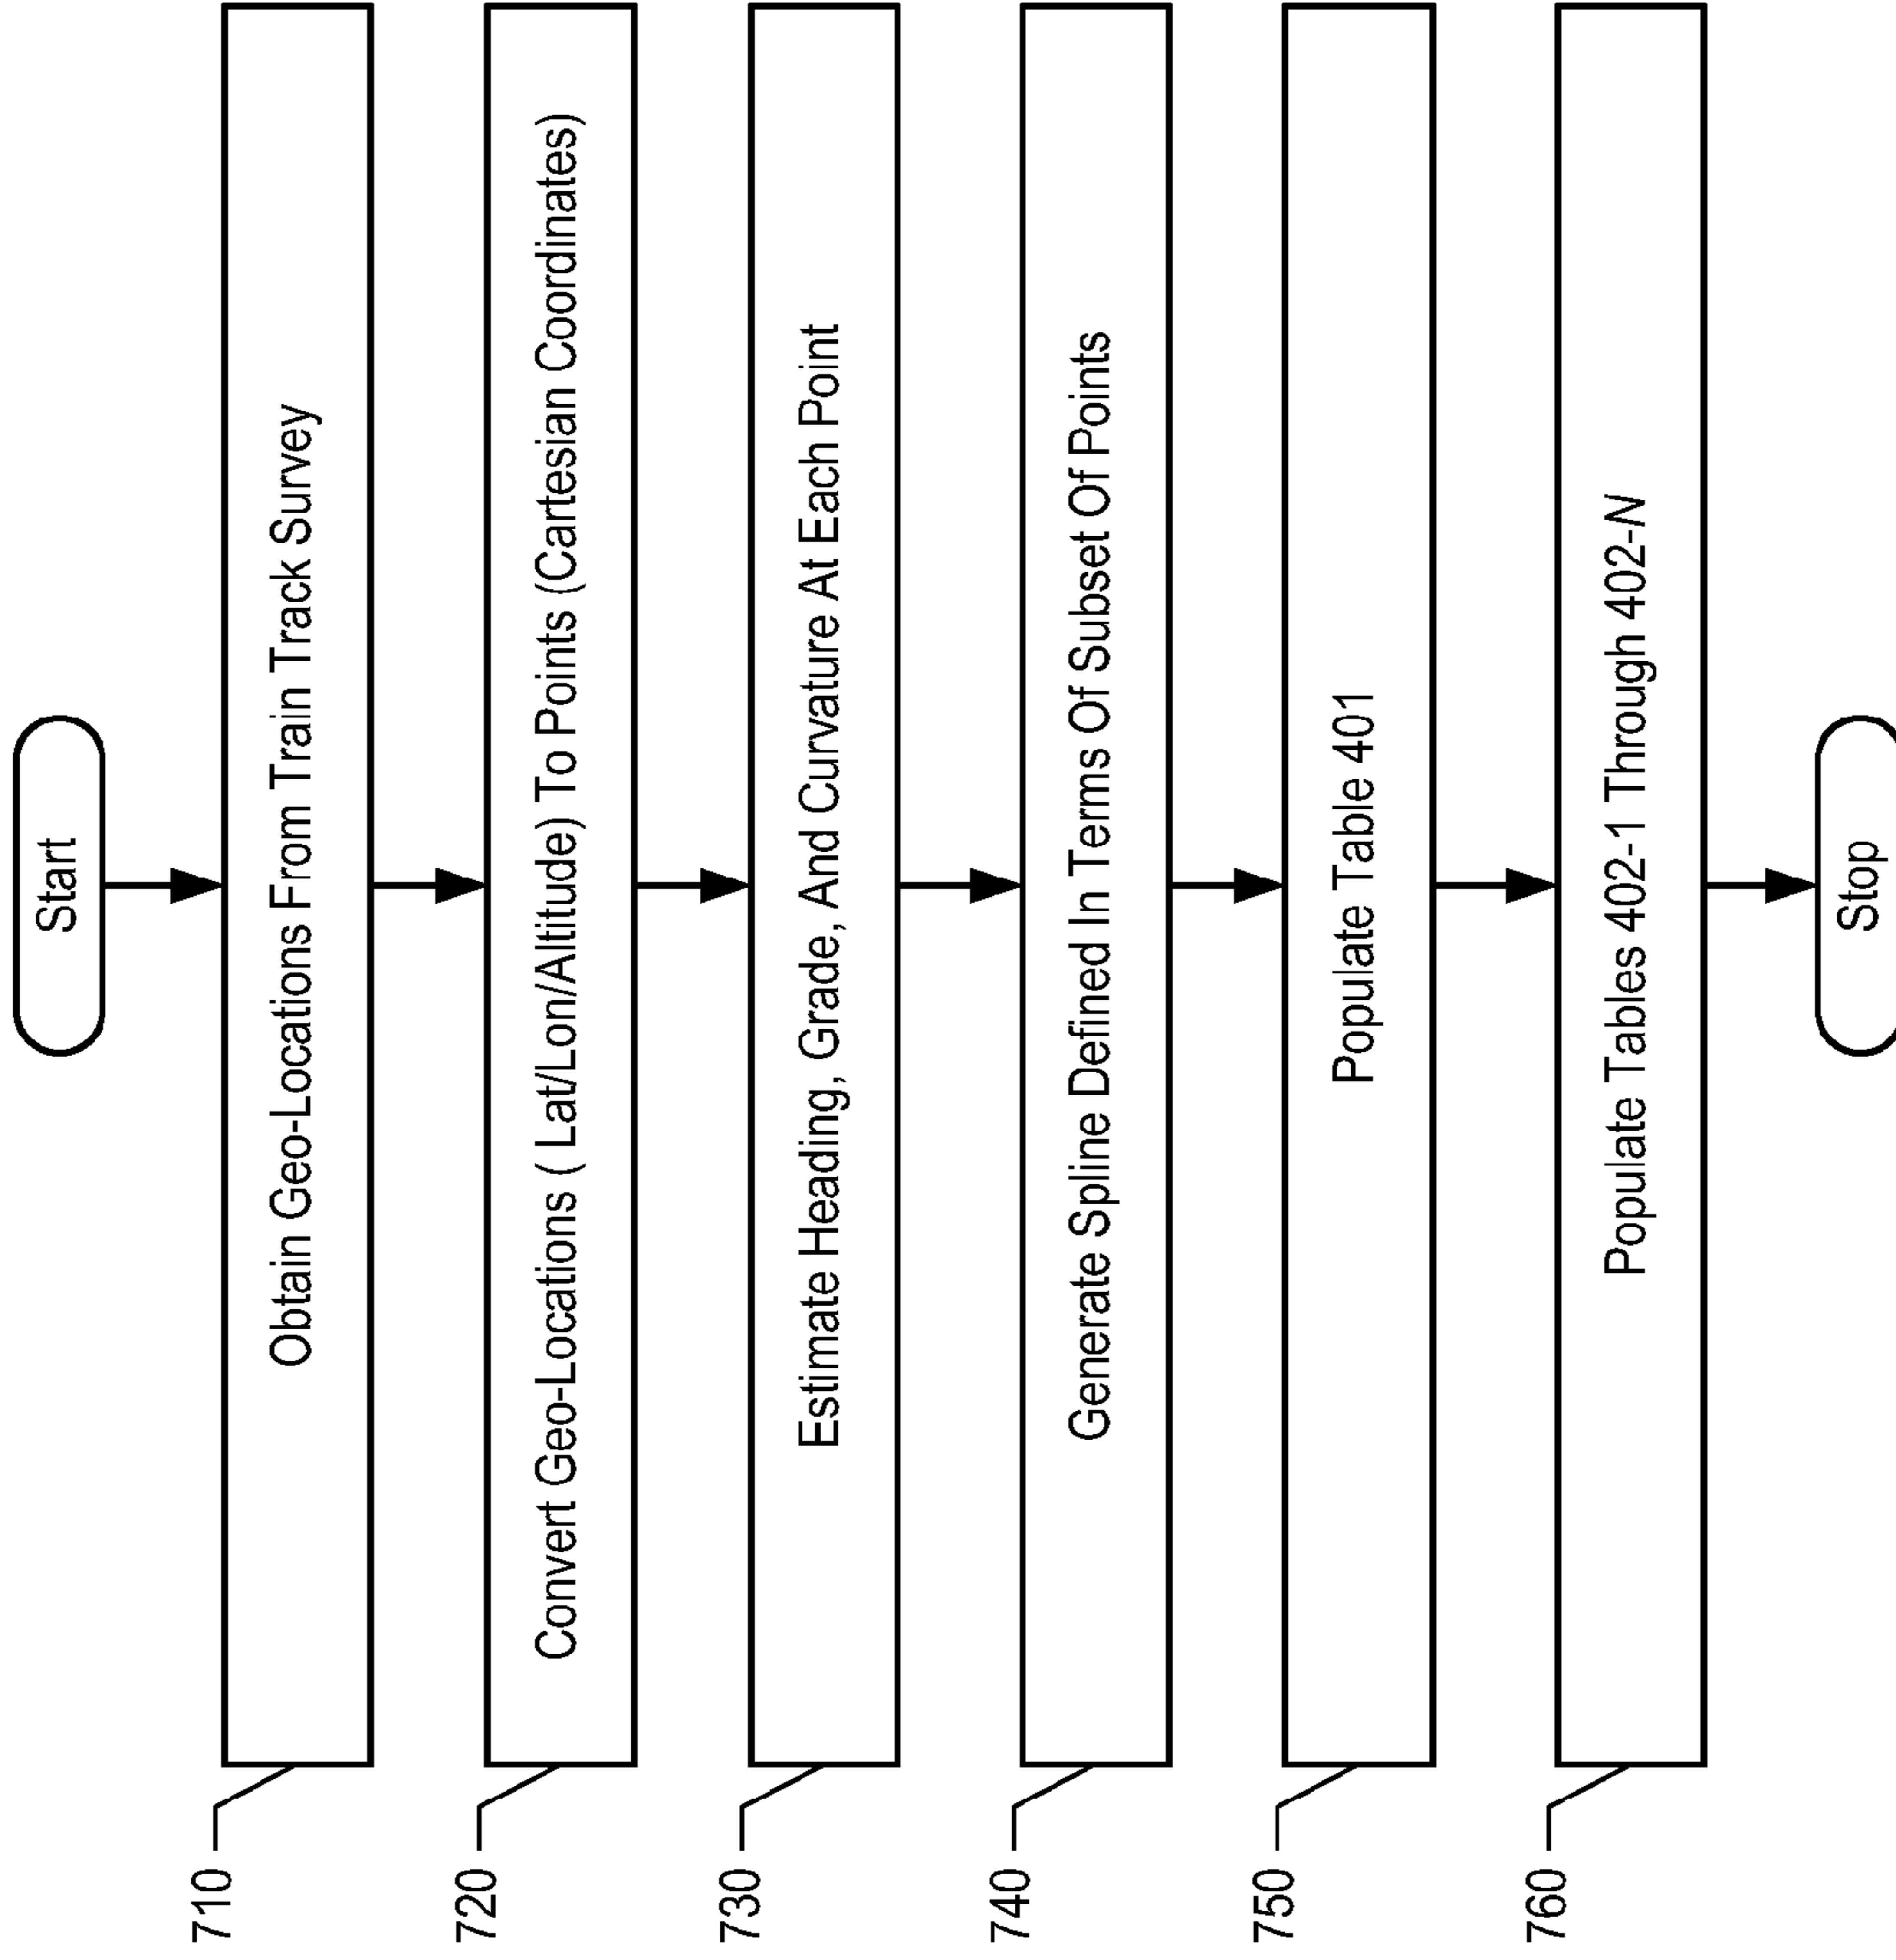 Start
710
Obtain Geo-Locations From Train Track Survey
720
Convert Geo-Locations ( Lat/Lon/Altitude) To Points (Cartesian Coordinates)
730
Estimate Heading, Grade, And Curvature At Each Point
740
Generate Spline Defined In Terms Of Subset Of Points
750
Populate Table 401
760
Populate Tables 402-1 Through 402-N
Stop